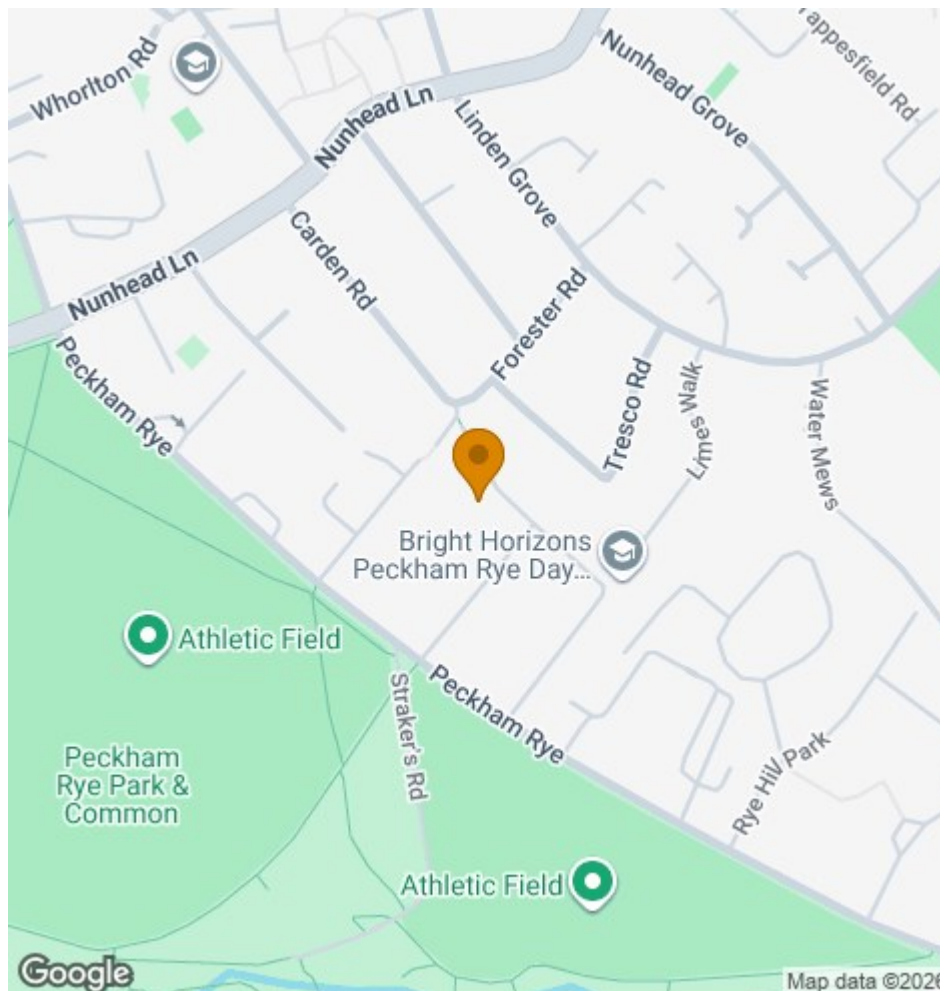 Whorlton Rd
Nunhead Ln
Linden Grove
Nunhead Grove
Tappesfield Rd
Nunhead Ln
Carden Rd
Forester Rd
Peckham Rye
Tresco Rd
Limes Walk
Water Mews
Bright Horizons
Peckham Rye Day...
Athletic Field
Straker's Rd
Peckham Rye
Peckham
Rye Park &
Common
Rye Hill Park
Athletic Field
Google
Map data ©2026